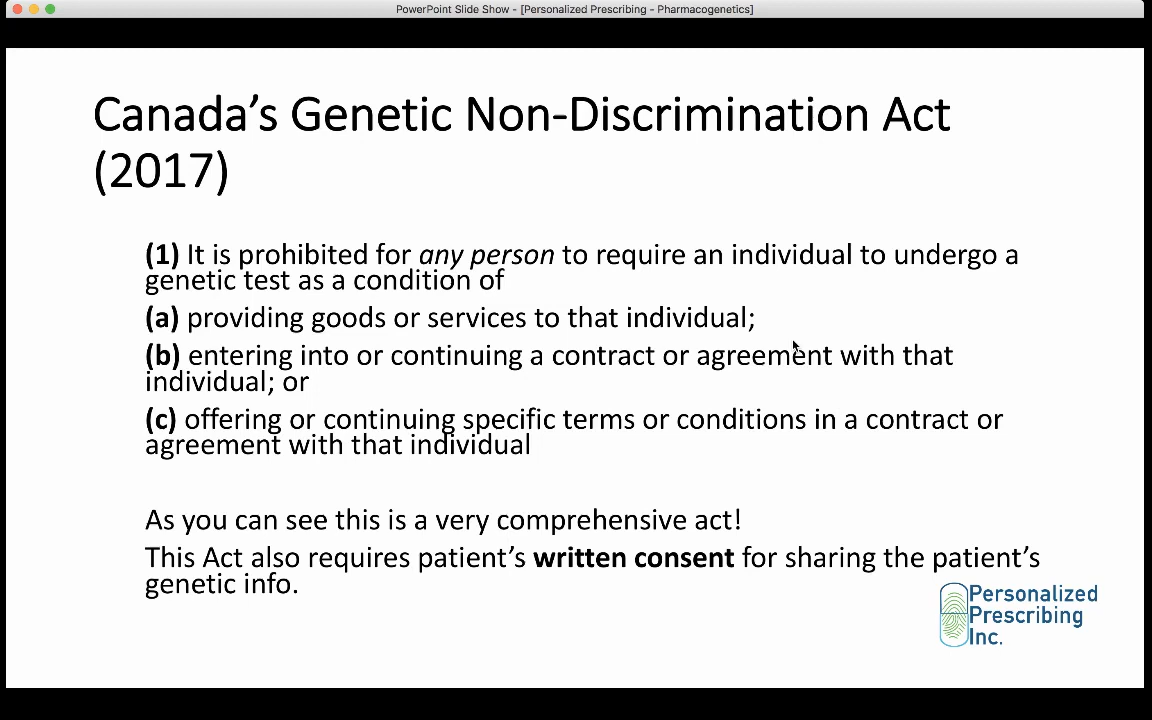 PowerPoint Slide Show - [Personalized Prescribing - Pharmacogenetics]
Canada’s Genetic Non-Discrimination Act
(2017)
(1) It is prohibited for any person to require an individual to undergo a
genetic test as a condition of
(a) providing goods or services to that individual;
(b) entering into or continuing a contract or agreement with that
individual; or
(c) offering or continuing specific terms or conditions in a contract or
agreement with that individual
As you can see this is a very comprehensive act!
This Act also requires patient’s written consent for sharing the patient’s
genetic info.
Personalized
Prescribing
Inc.